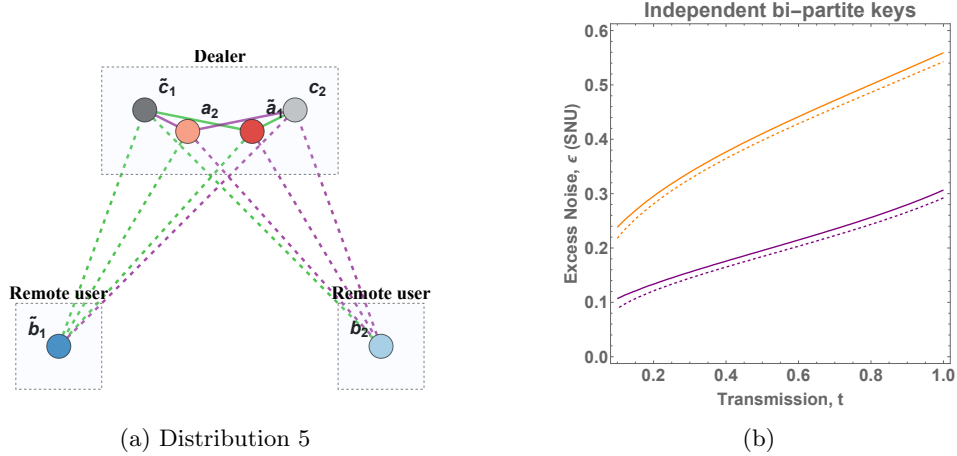 Dealer
c̃₁
a₂
ã₁
c₂
Remote user
Remote user
b̃₁
b₂
(a) Distribution 5
Independent bi-partite keys
Excess Noise, ϵ (SNU)
0.6
0.5
0.4
0.3
0.2
0.1
0.0
0.2
0.4
0.6
0.8
1.0
Transmission, t
(b)